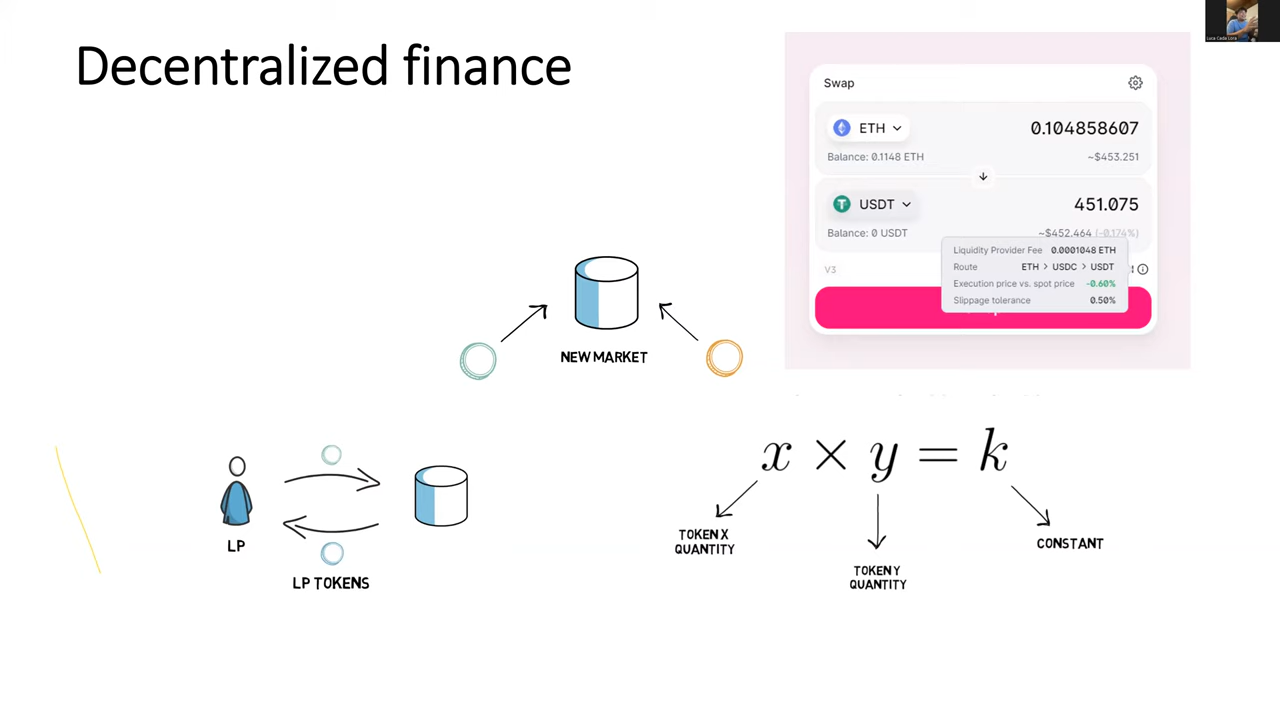 Decentralized finance
Swap
ETH
0.104858607
Balance: 0.1148 ETH
~$453.251
USDT
451.075
Balance: 0 USDT
~$452.464 (-0.174%)
Liquidity Provider Fee 0.0001048 ETH
V3
Route ETH > USDC > USDT
Execution price vs. spot price -0.60%
Slippage tolerance 0.50%
NEW MARKET
x × y = k
LP
LP TOKENS
TOKEN X
QUANTITY
TOKEN Y
QUANTITY
CONSTANT